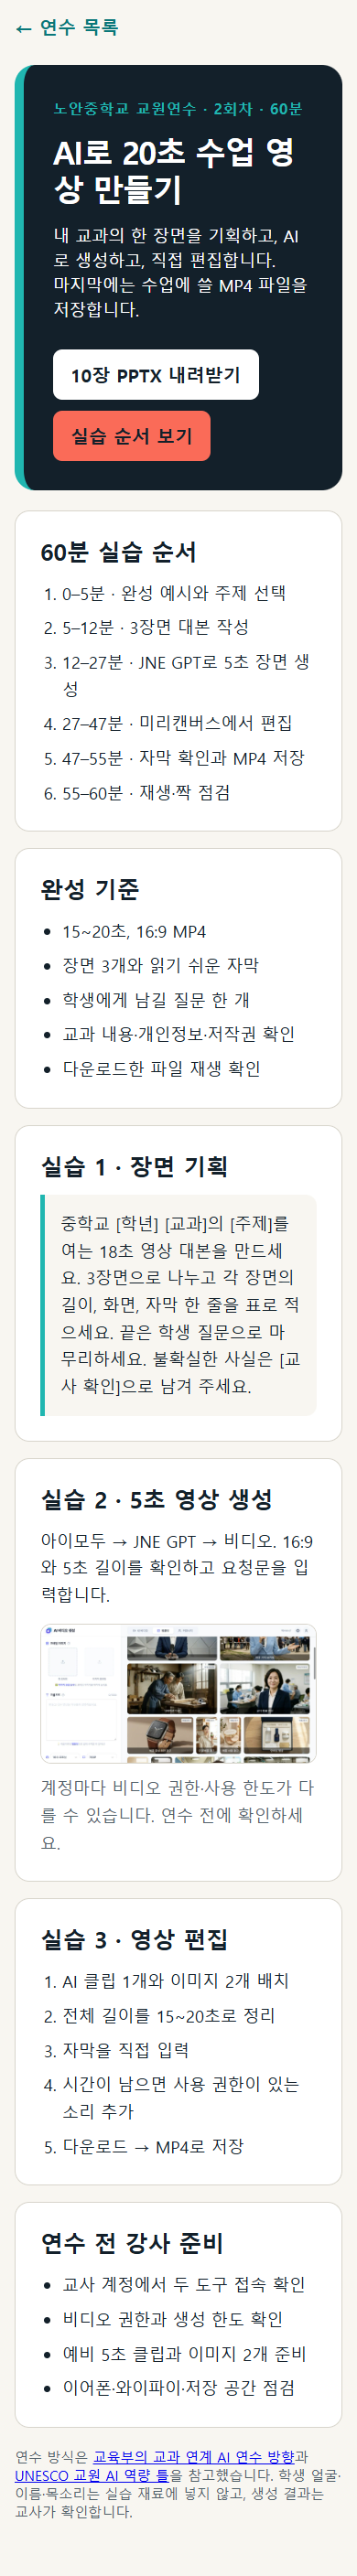 ← 연수 목록
노안중학교 교원연수 · 2회차 · 60분
AI로 20초 수업 영
상 만들기
내 교과의 한 장면을 기획하고, AI
로 생성하고, 직접 편집합니다.
마지막에는 수업에 쓸 MP4 파일을
저장합니다.
10장 PPTX 내려받기
실습 순서 보기
60분 실습 순서
1. 0–5분 · 완성 예시와 주제 선택
2. 5–12분 · 3장면 대본 작성
3. 12–27분 · JNE GPT로 5초 장면 생
성
4. 27–47분 · 미리캔버스에서 편집
5. 47–55분 · 자막 확인과 MP4 저장
6. 55–60분 · 재생·짝 점검
완성 기준
• 15~20초, 16:9 MP4
• 장면 3개와 읽기 쉬운 자막
• 학생에게 남길 질문 한 개
• 교과 내용·개인정보·저작권 확인
• 다운로드한 파일 재생 확인
실습 1 · 장면 기획
중학교 [학년] [교과]의 [주제]를
여는 18초 영상 대본을 만드세
요. 3장면으로 나누고 각 장면의
길이, 화면, 자막 한 줄을 표로 적
으세요. 끝은 학생 질문으로 마
무리하세요. 불확실한 사실은 [교
사 확인]으로 남겨 주세요.
실습 2 · 5초 영상 생성
아이모두 → JNE GPT → 비디오. 16:9
와 5초 길이를 확인하고 요청문을 입
력합니다.
계정마다 비디오 권한·사용 한도가 다
를 수 있습니다. 연수 전에 확인하세
요.
실습 3 · 영상 편집
1. AI 클립 1개와 이미지 2개 배치
2. 전체 길이를 15~20초로 정리
3. 자막을 직접 입력
4. 시간이 남으면 사용 권한이 있는
소리 추가
5. 다운로드 → MP4로 저장
연수 전 강사 준비
• 교사 계정에서 두 도구 접속 확인
• 비디오 권한과 생성 한도 확인
• 예비 5초 클립과 이미지 2개 준비
• 이어폰·와이파이·저장 공간 점검
연수 방식은 교육부의 교과 연계 AI 연수 방향과
UNESCO 교원 AI 역량 틀을 참고했습니다. 학생 얼굴·
이름·목소리는 실습 재료에 넣지 않고, 생성 결과는
교사가 확인합니다.